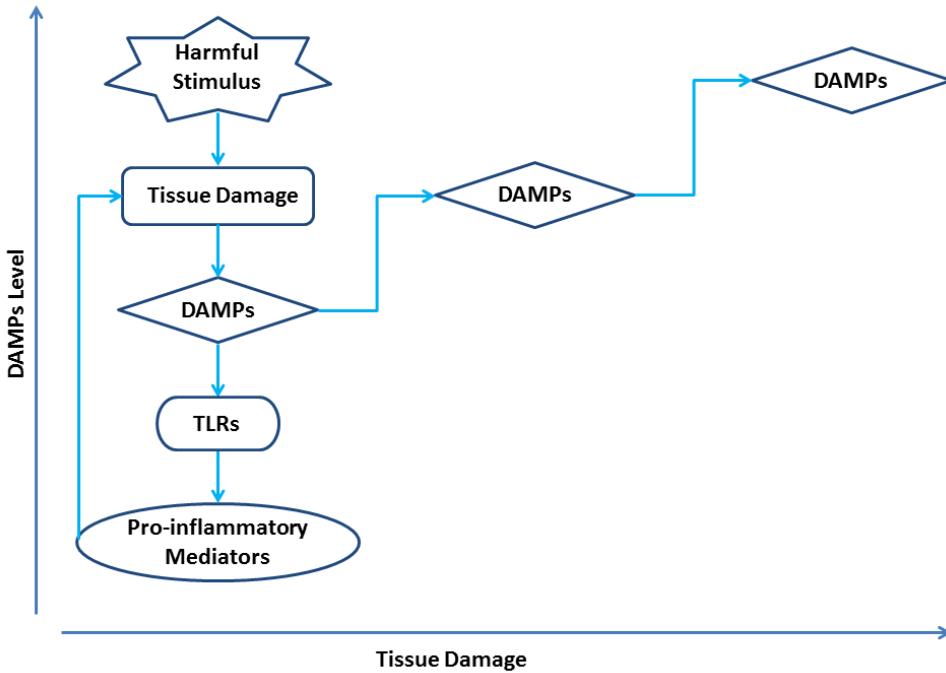 Harmful
Stimulus
DAMPs
Tissue Damage
DAMPs
DAMPs
TLRs
Pro-inflammatory
Mediators
DAMPs Level
Tissue Damage